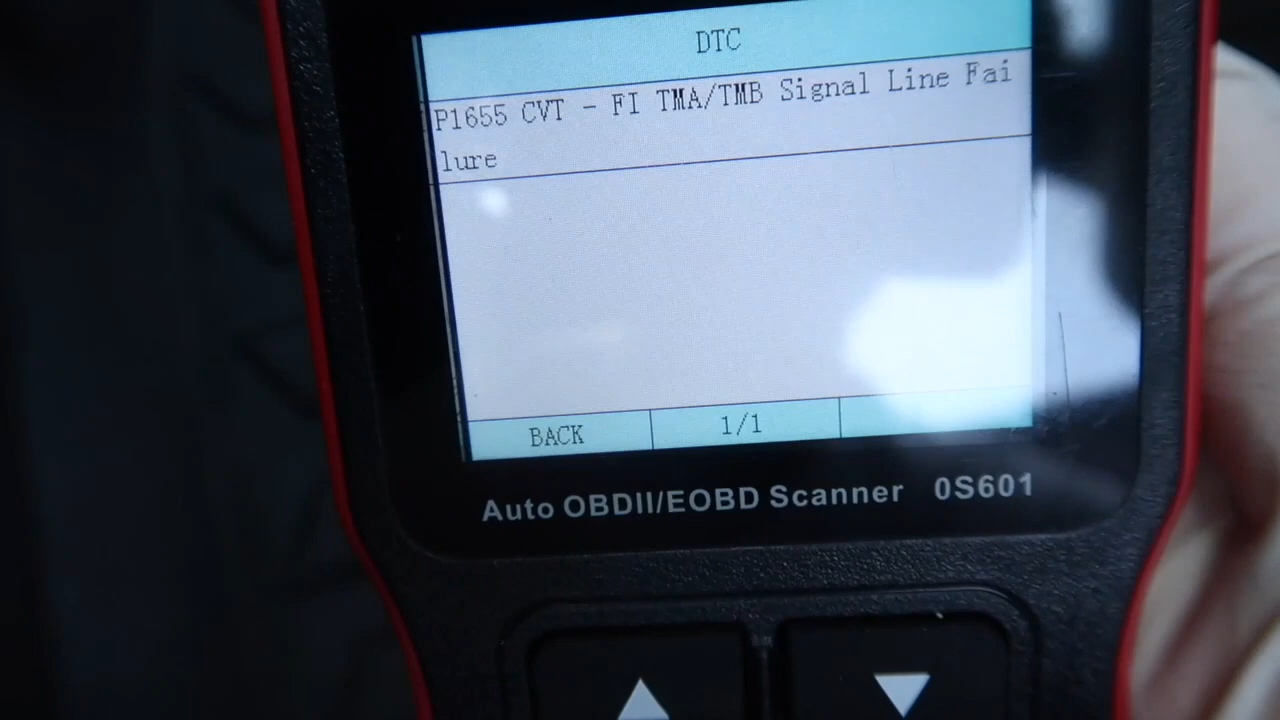 DTC
P1655 CVT - FI TMA/TMB Signal Line Fai
lure
BACK 1/1
Auto OBDII/EOBD Scanner OS601